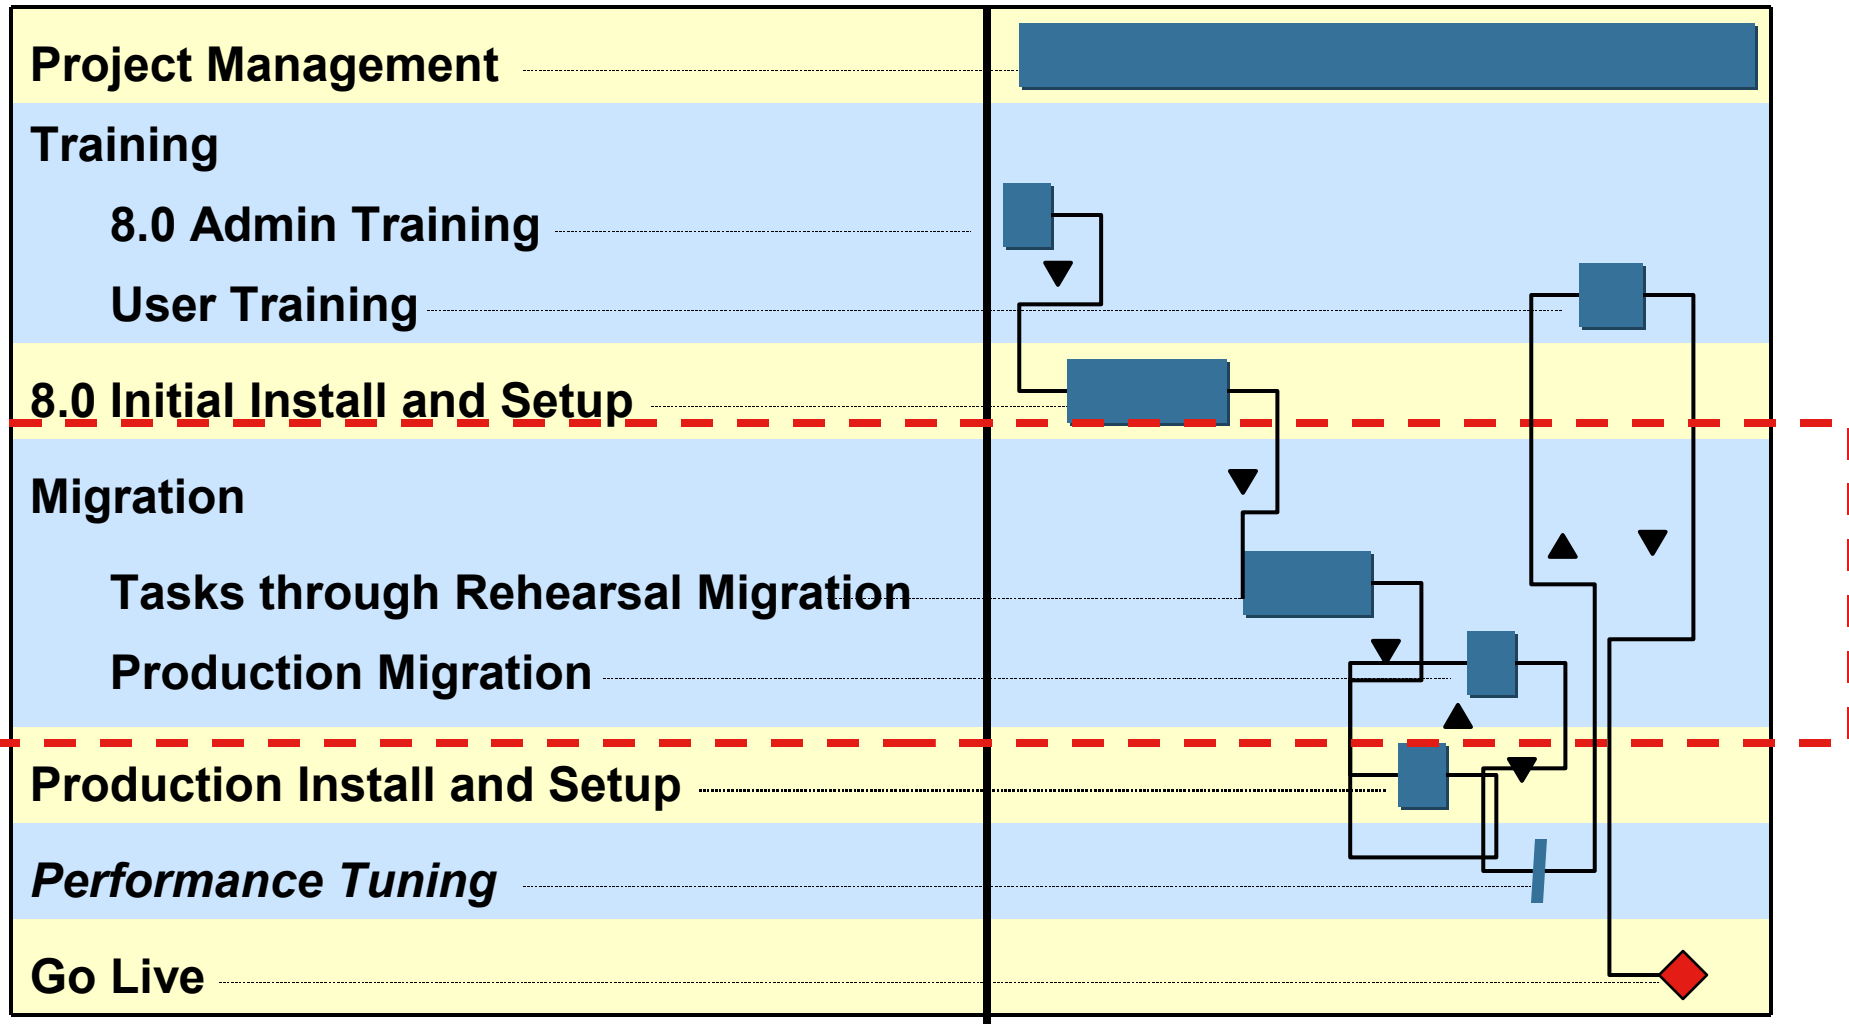 Project Management
Training
8.0 Admin Training
User Training
8.0 Initial Install and Setup
Migration
Tasks through Rehearsal Migration
Production Migration
Production Install and Setup
Performance Tuning
Go Live